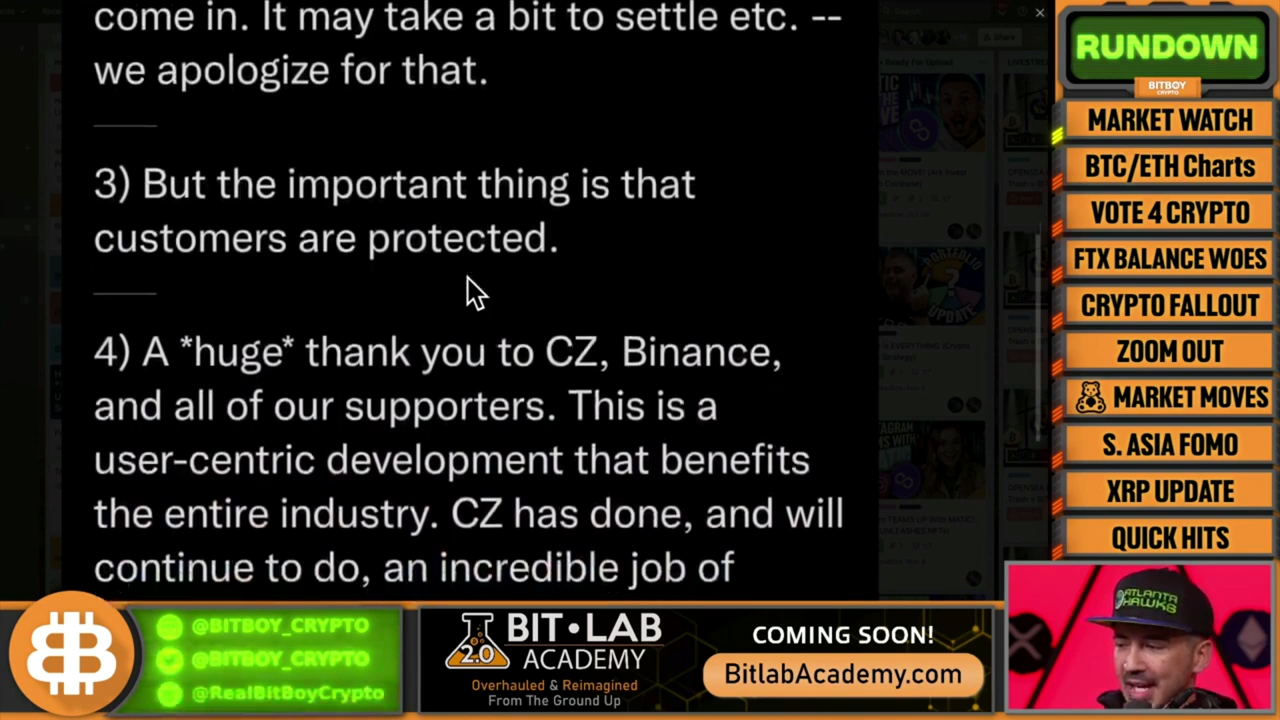 come in. It may take a bit to settle etc. --
we apologize for that.
3) But the important thing is that
customers are protected.
4) A *huge* thank you to CZ, Binance,
and all of our supporters. This is a
user-centric development that benefits
the entire industry. CZ has done, and will
continue to do, an incredible job of
Share
Ready For Upload
RUNDOWN
BITBOY
CRYPTO
MARKET WATCH
BTC/ETH Charts
VOTE 4 CRYPTO
FTX BALANCE WOES
CRYPTO FALLOUT
ZOOM OUT
MARKET MOVES
S. ASIA FOMO
XRP UPDATE
QUICK HITS
@BITBOY_CRYPTO
@BITBOY_CRYPTO
@RealBitBoyCrypto
2.0
BIT•LAB
ACADEMY
Overhauled & Reimagined
From The Ground Up
COMING SOON!
BitlabAcademy.com
ATLANTA
HAWKS